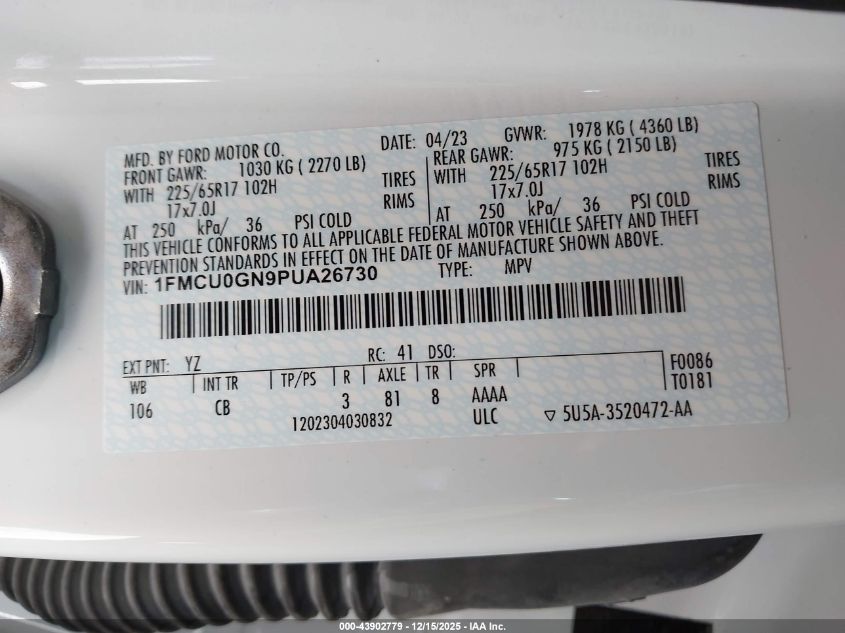 MFD. BY FORD MOTOR CO.
DATE: 04/23 GVWR: 1978 KG ( 4360 LB)
FRONT GAWR: 1030 KG ( 2270 LB)
WITH 225/65R17 102H TIRES
17x7.0J RIMS
AT 250 kPa/ 36 PSI COLD
REAR GAWR: 975 KG ( 2150 LB)
WITH 225/65R17 102H TIRES
17x7.0J RIMS
AT 250 kPa/ 36 PSI COLD
THIS VEHICLE CONFORMS TO ALL APPLICABLE FEDERAL MOTOR VEHICLE SAFETY AND THEFT
PREVENTION STANDARDS IN EFFECT ON THE DATE OF MANUFACTURE SHOWN ABOVE.
VIN: 1FMCU0GN9PUA26730 TYPE: MPV
EXT PNT: YZ RC: 41 DSO:
WB INT TR TP/PS R AXLE TR SPR
106 CB 3 81 8 AAAA
F0086
T0181
1202304030832 ULC ▽ 5U5A-3520472-AA
000-43902779 - 12/15/2025 - IAA Inc.